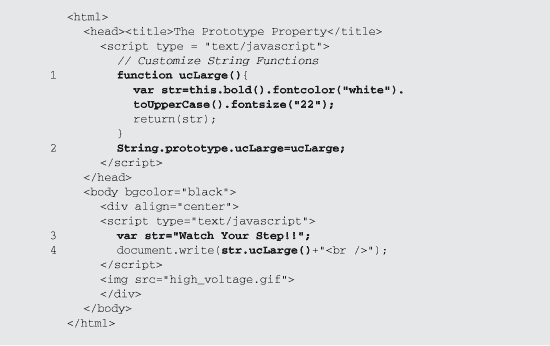 <html>
<head><title>The Prototype Property</title>
<script type = "text/javascript">
// Customize String Functions
1 function ucLarge(){
var str=this.bold().fontcolor("white").
toUpperCase().fontsize("22");
return(str);
}
2 String.prototype.ucLarge=ucLarge;
</script>
</head>
<body bgcolor="black">
<div align="center">
<script type="text/javascript">
3 var str="Watch Your Step!!";
4 document.write(str.ucLarge()+"<br />");
</script>
<img src="high_voltage.gif">
</div>
</body>
</html>